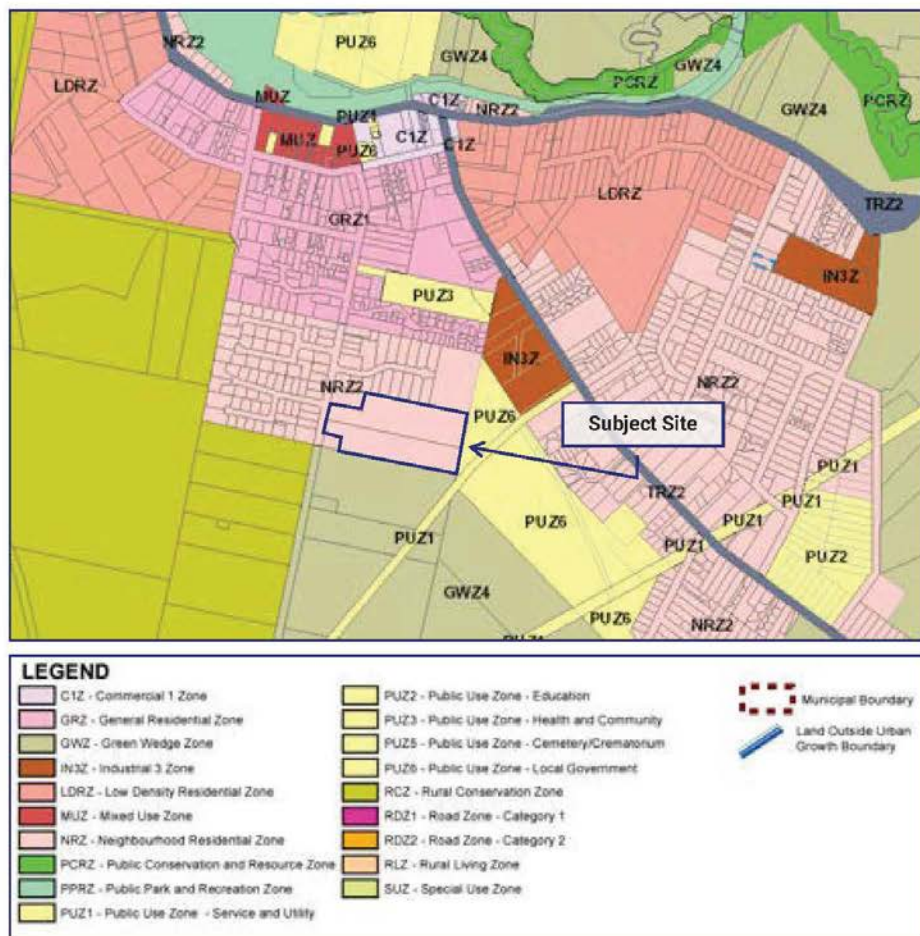 NRZ2
PUZ6
GWZ4
LDRZ
PCRZ
GWZ4
GWZ4
PCRZ
MUZ
C1Z
NRZ2
PUZ1
C1Z
MUZ
PUZ6
C1Z
LDRZ
TRZ2
GRZ1
IN3Z
PUZ3
IN3Z
NRZ2
NRZ2
PUZ6
Subject Site
PUZ1
TRZ2
PUZ1
PUZ6
PUZ1
PUZ1
PUZ1
PUZ2
GWZ4
PUZ6
NRZ2
PUZ1
LEGEND
C1Z - Commercial 1 Zone
GRZ - General Residential Zone
GWZ - Green Wedge Zone
IN3Z - Industrial 3 Zone
LDRZ - Low Density Residential Zone
MUZ - Mixed Use Zone
NRZ - Neighbourhood Residential Zone
PCRZ - Public Conservation and Resource Zone
PPRZ - Public Park and Recreation Zone
PUZ1 - Public Use Zone - Service and Utility
PUZ2 - Public Use Zone - Education
PUZ3 - Public Use Zone - Health and Community
PUZ5 - Public Use Zone - Cemetery/Crematorium
PUZ6 - Public Use Zone - Local Government
RCZ - Rural Conservation Zone
RDZ1 - Road Zone - Category 1
RDZ2 - Road Zone - Category 2
RLZ - Rural Living Zone
SUZ - Special Use Zone
Municipal Boundary
Land Outside Urban
Growth Boundary